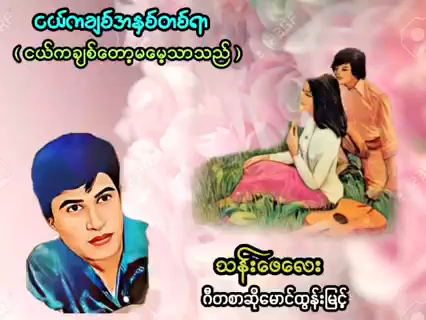 ငယ်ကချစ်အနှစ်တစ်ရာ
( ငယ်ကချစ်တော့မမေ့သာသည် )
သန်းဖေလေး
ဂီတစာဆိုမောင်ထွန်းမြင့်